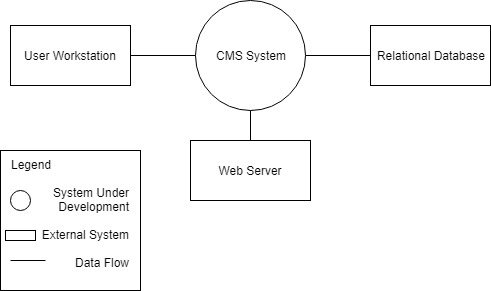 User Workstation
CMS System
Relational Database
Web Server
Legend
System Under
Development
External System
Data Flow